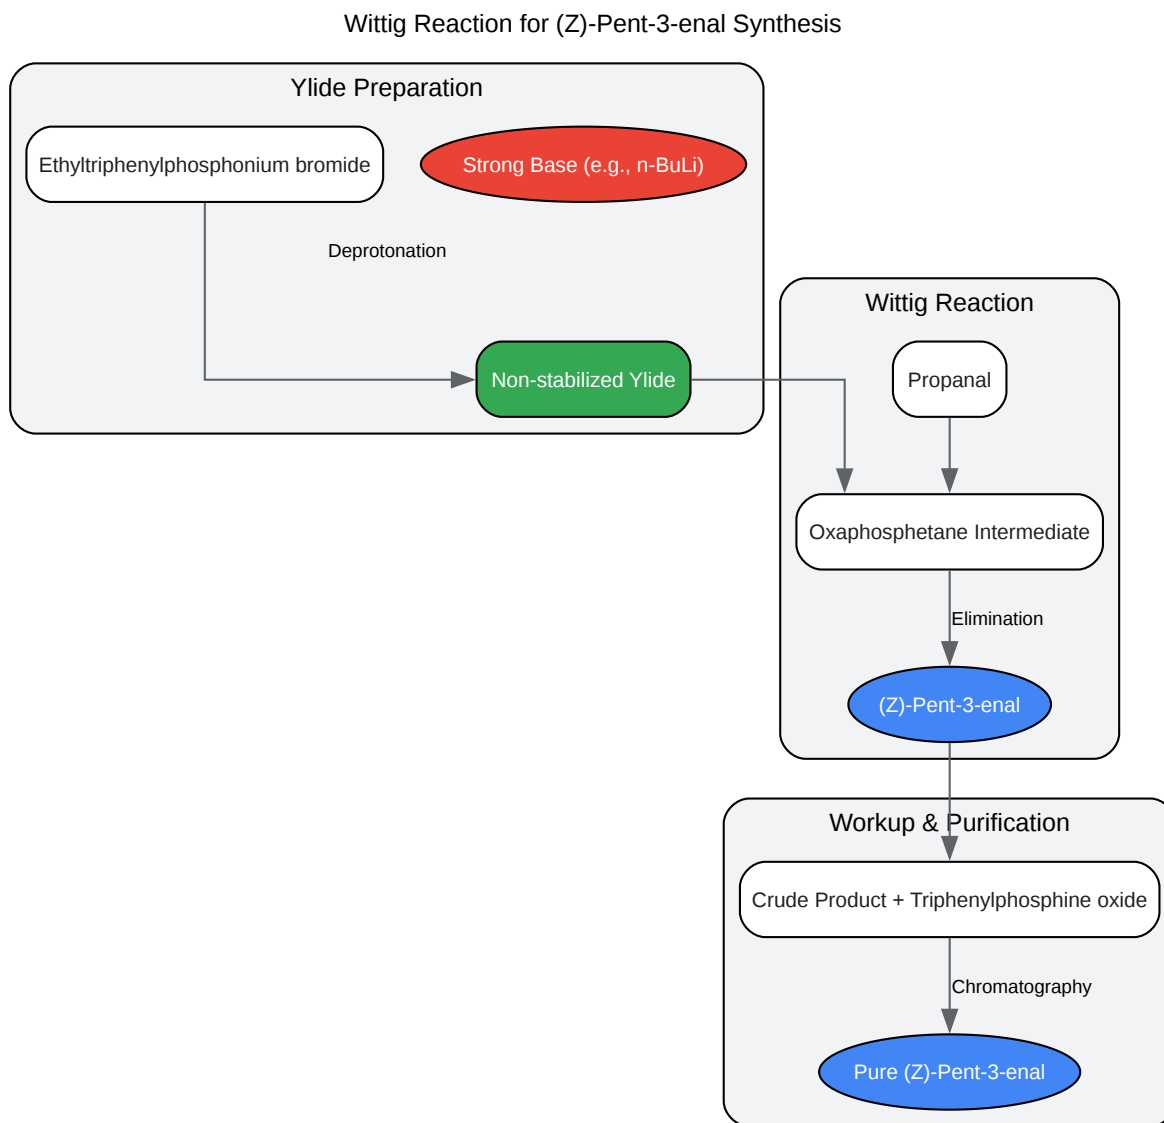 Wittig Reaction for (Z)-Pent-3-enal Synthesis
Ylide Preparation
Ethyltriphenylphosphonium bromide
Strong Base (e.g., n-BuLi)
Deprotonation
Non-stabilized Ylide
Wittig Reaction
Propanal
Oxaphosphetane Intermediate
Elimination
(Z)-Pent-3-enal
Workup & Purification
Crude Product + Triphenylphosphine oxide
Chromatography
Pure (Z)-Pent-3-enal